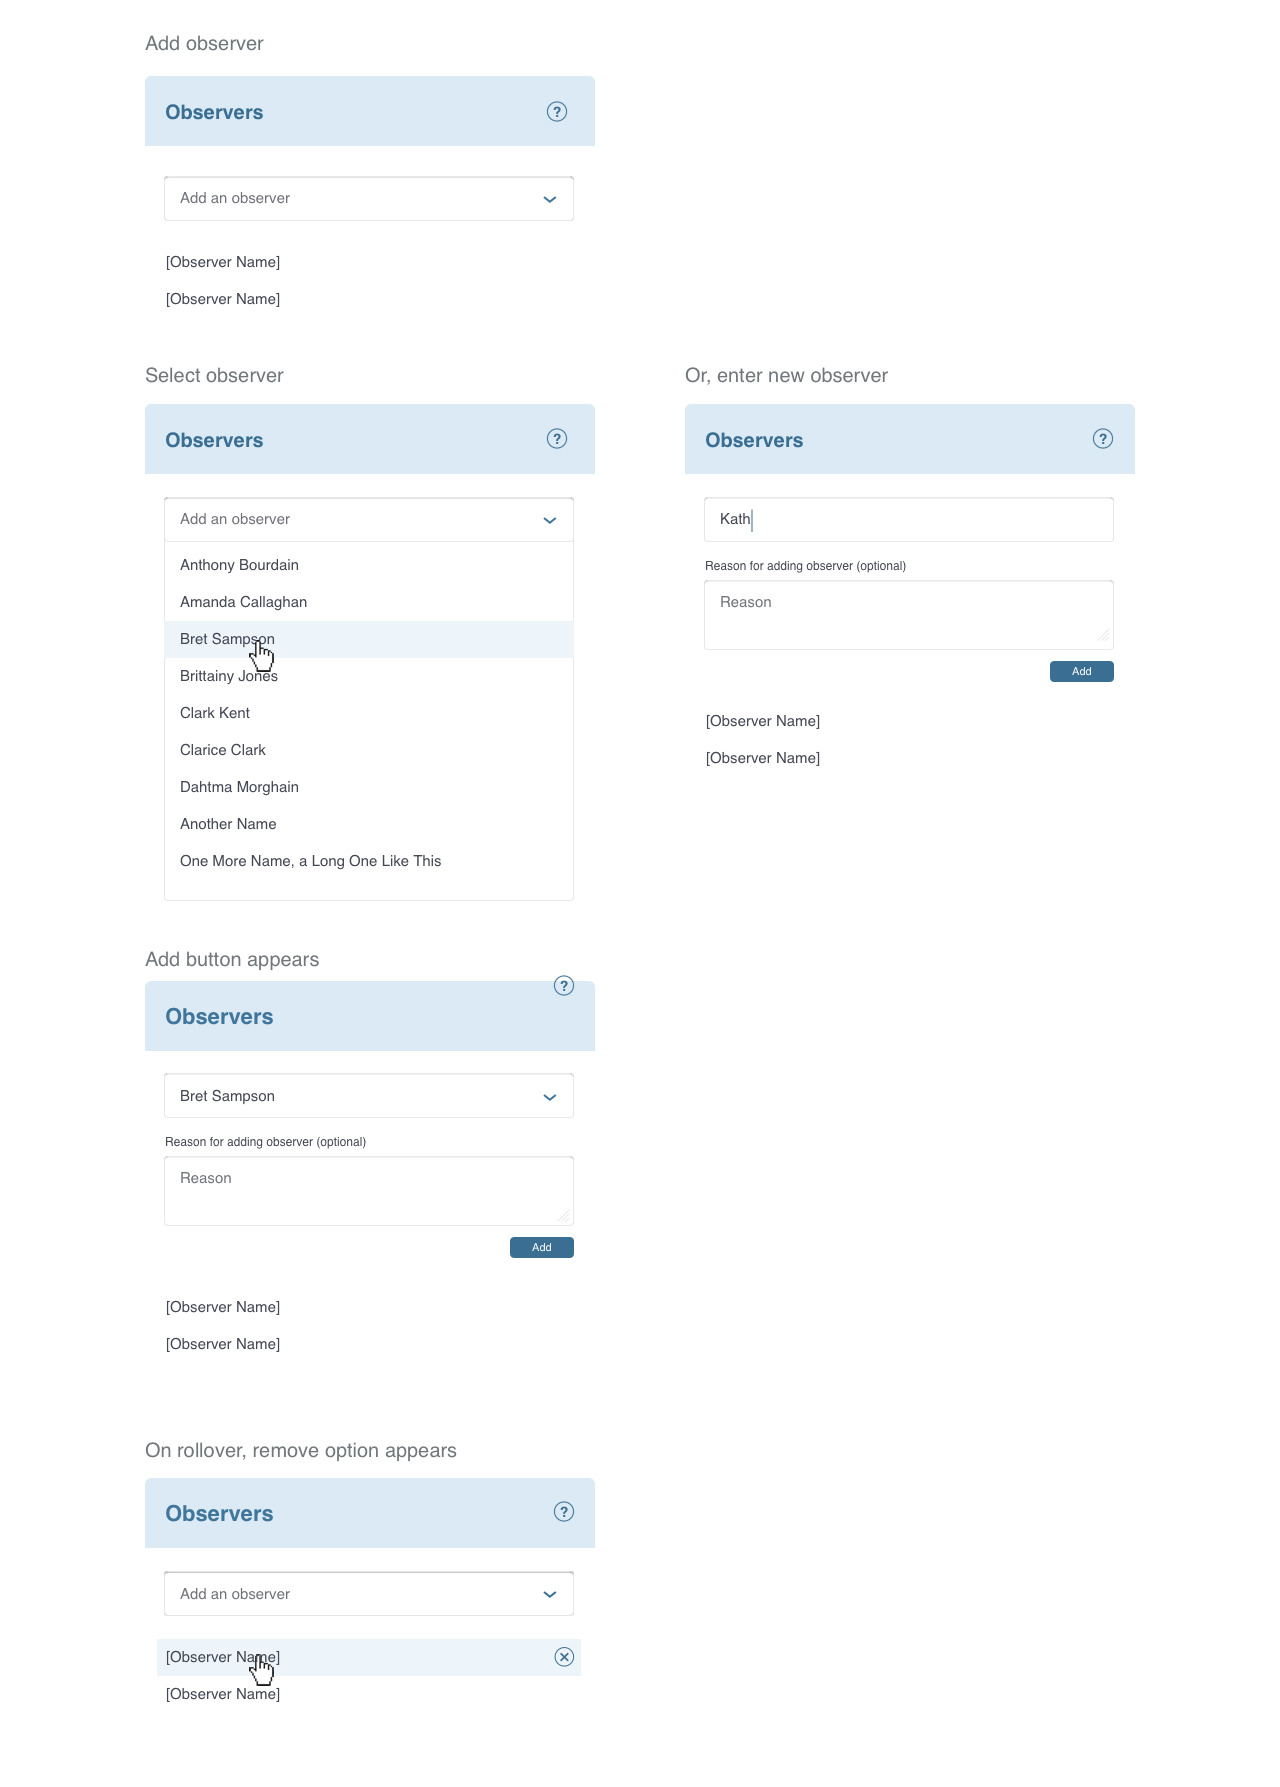 Add observer
Observers
?
Add an observer
[Observer Name]
[Observer Name]
Select observer
Observers
?
Add an observer
Anthony Bourdain
Amanda Callaghan
Bret Sampson
Brittainy Jones
Clark Kent
Clarice Clark
Dahtma Morghain
Another Name
One More Name, a Long One Like This
Or, enter new observer
Observers
?
Kath
Reason for adding observer (optional)
Reason
Add
[Observer Name]
[Observer Name]
Add button appears
?
Observers
Bret Sampson
Reason for adding observer (optional)
Reason
Add
[Observer Name]
[Observer Name]
On rollover, remove option appears
Observers
?
Add an observer
[Observer Name]
[Observer Name]